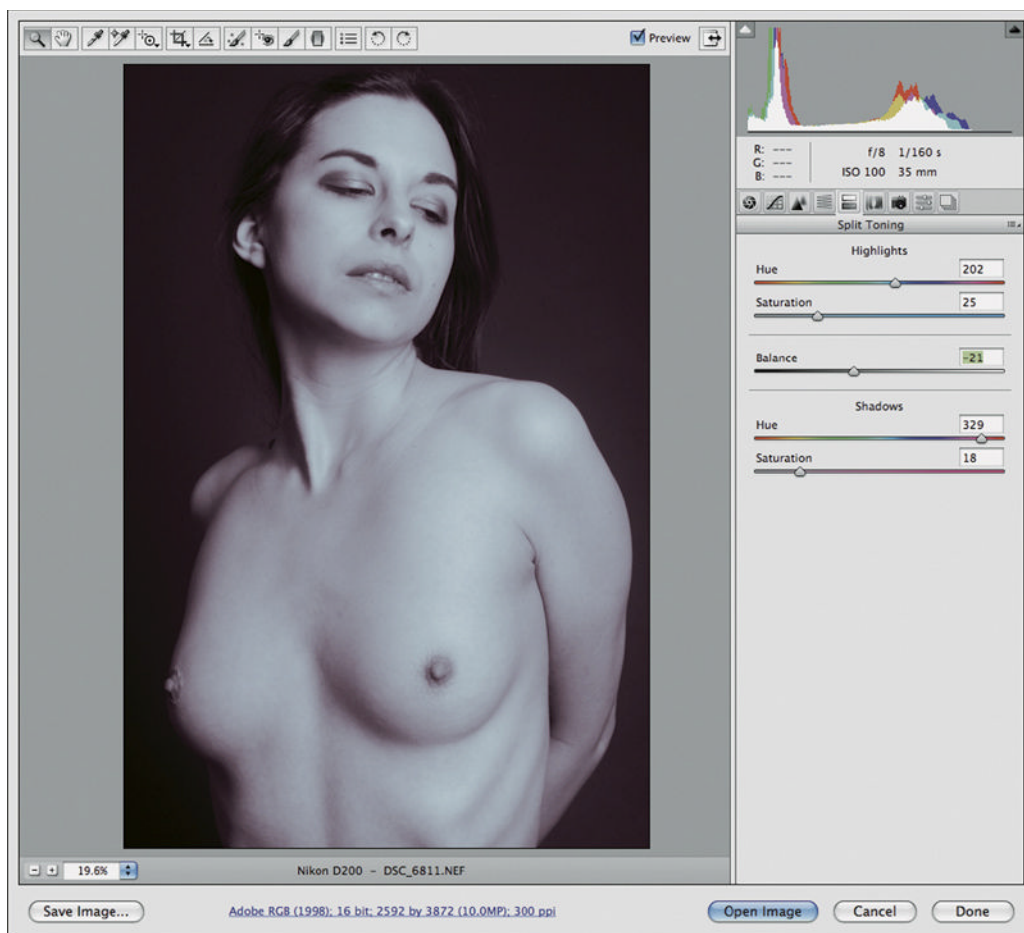 Preview
R: ---
G: ---
B: ---
f/8 1/160 s
ISO 100 35 mm
Split Toning
Highlights
Hue 202
Saturation 25
Balance -21
Shadows
Hue 329
Saturation 18
19.6%
Nikon D200 - DSC_6811.NEF
Save Image...
Adobe RGB (1998); 16 bit; 2592 by 3872 (10.0MP); 300 ppi
Open Image
Cancel
Done